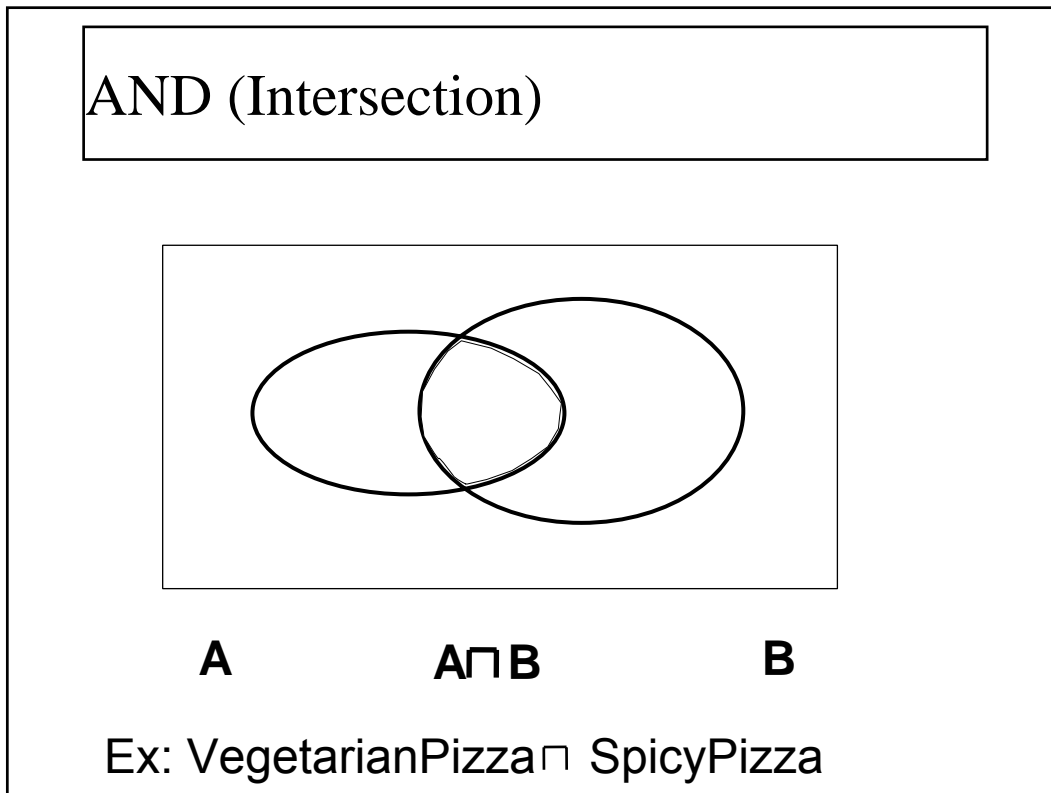 AND (Intersection)
A A⊓B B
Ex: VegetarianPizza⊓ SpicyPizza